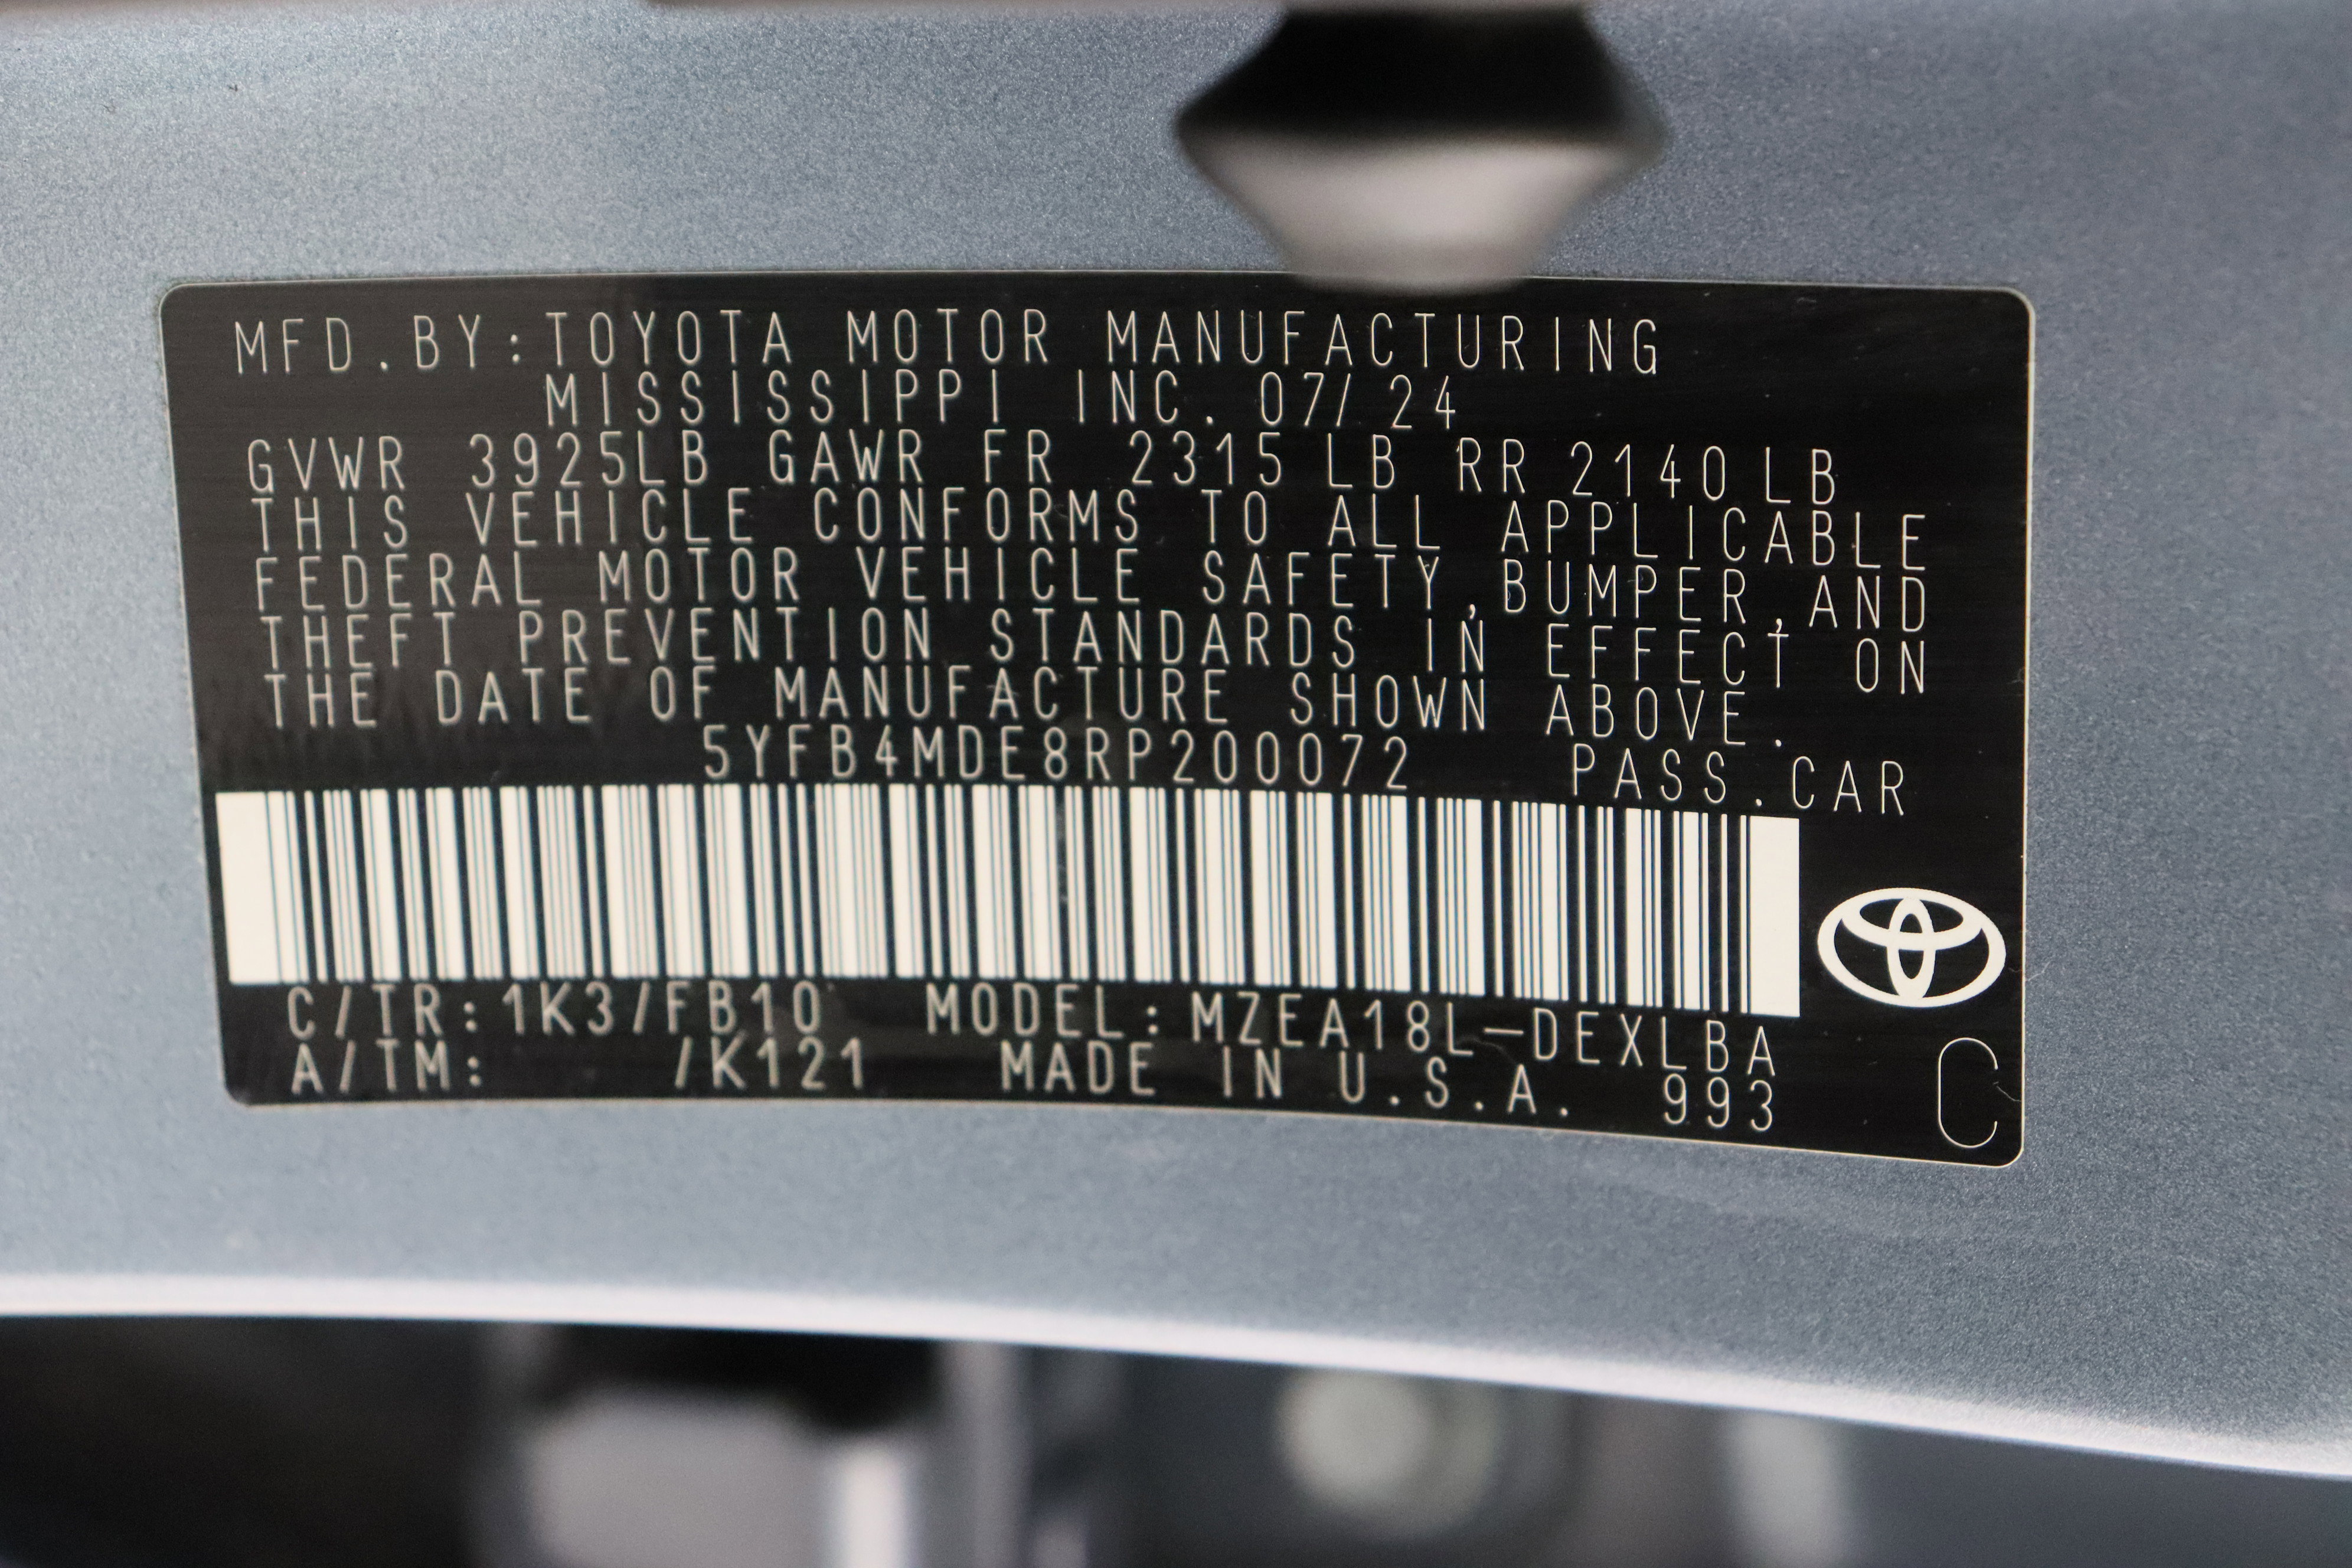 MFD.BY:TOYOTA MOTOR MANUFACTURING
MISSISSIPPI INC. 07/24
GVWR 3925LB GAWR FR 2315 LB RR 2140 LB
THIS VEHICLE CONFORMS TO ALL APPLICABLE
FEDERAL MOTOR VEHICLE SAFETY,BUMPER,AND
THEFT PREVENTION STANDARDS IN EFFECT ON
THE DATE OF MANUFACTURE SHOWN ABOVE.
5YFB4MDE8RP200072 PASS.CAR
C/TR:1K3/FB10 MODEL:MZEA18L-DEXLBA
A/TM: /K121 MADE IN U.S.A. 993
C